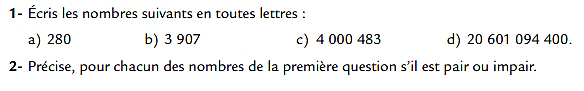 1- Écris les nombres suivants en toutes lettres :
a) 280 b) 3 907 c) 4 000 483 d) 20 601 094 400.
2- Précise, pour chacun des nombres de la première question s'il est pair ou impair.